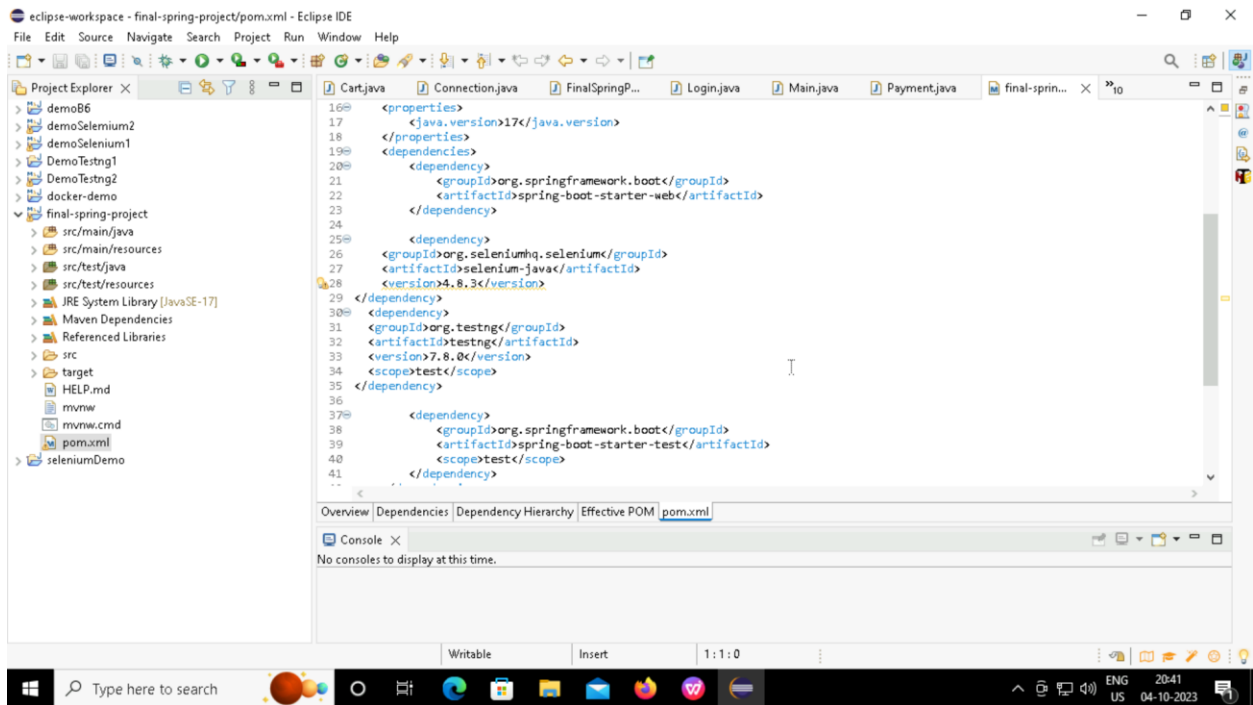 eclipse-workspace - final-spring-project/pom.xml - Eclipse IDE
File Edit Source Navigate Search Project Run Window Help
Project Explorer
demoB6
demoSelemium2
demoSelenium1
DemoTestng1
DemoTestng2
docker-demo
final-spring-project
src/main/java
src/main/resources
src/test/java
src/test/resources
JRE System Library [JavaSE-17]
Maven Dependencies
Referenced Libraries
src
target
HELP.md
mvnw
mvnw.cmd
pom.xml
seleniumDemo
Cart.java Connection.java FinalSpringP... Login.java Main.java Payment.java final-sprin... »10
16 <properties>
17 <java.version>17</java.version>
18 </properties>
19 <dependencies>
20 <dependency>
21 <groupId>org.springframework.boot</groupId>
22 <artifactId>spring-boot-starter-web</artifactId>
23 </dependency>
24
25 <dependency>
26 <groupId>org.seleniumhq.selenium</groupId>
27 <artifactId>selenium-java</artifactId>
28 <version>4.8.3</version>
29 </dependency>
30 <dependency>
31 <groupId>org.testng</groupId>
32 <artifactId>testng</artifactId>
33 <version>7.8.0</version>
34 <scope>test</scope>
35 </dependency>
36
37 <dependency>
38 <groupId>org.springframework.boot</groupId>
39 <artifactId>spring-boot-starter-test</artifactId>
40 <scope>test</scope>
41 </dependency>
Overview Dependencies Dependency Hierarchy Effective POM pom.xml
Console
No consoles to display at this time.
Writable Insert 1:1:0
Type here to search
ENG
US
20:41
04-10-2023
1